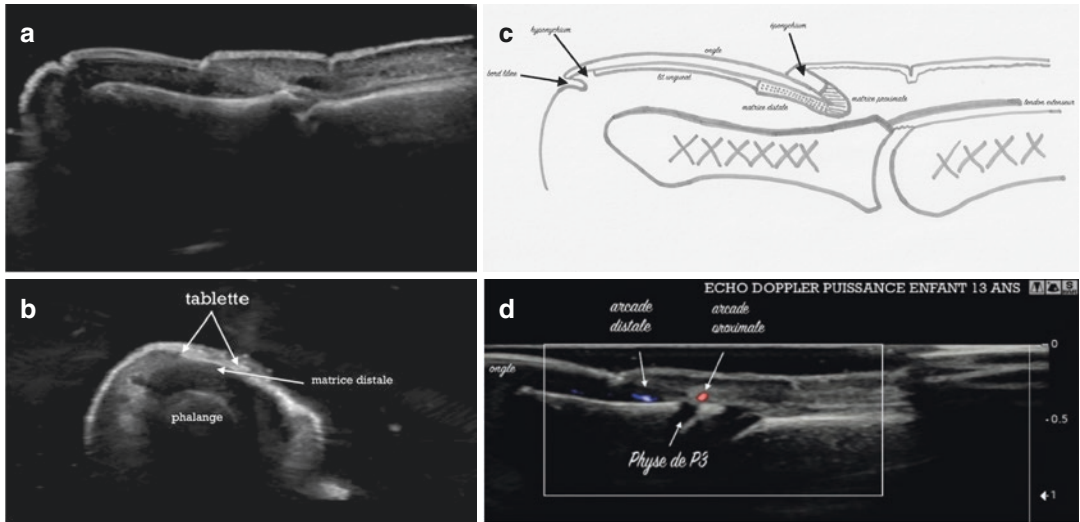 a
b
tablette
matrice distale
phalange
c
hyponychium
éponychium
ongle
bord libre
lit unguéal
matrice distale
matrice proximale
tendon extenseur
d
ECHO DOPPLER PUISSANCE ENFANT 13 ANS
arcade
distale
arcade
proximale
ongle
Physe de P3
0
-0.5
1